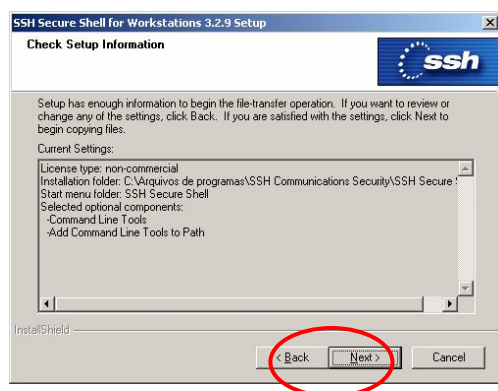 SSH Secure Shell for Workstations 3.2.9 Setup
Check Setup Information
ssh
Setup has enough information to begin the file-transfer operation. If you want to review or
change any of the settings, click Back. If you are satisfied with the settings, click Next to
begin copying files.
Current Settings:
License type: non-commercial
Installation folder: C:\Arquivos de programas\SSH Communications Security\SSH Secure
Start menu folder: SSH Secure Shell
Selected optional components:
-Command Line Tools
-Add Command Line Tools to Path
InstallShield
< Back Next > Cancel